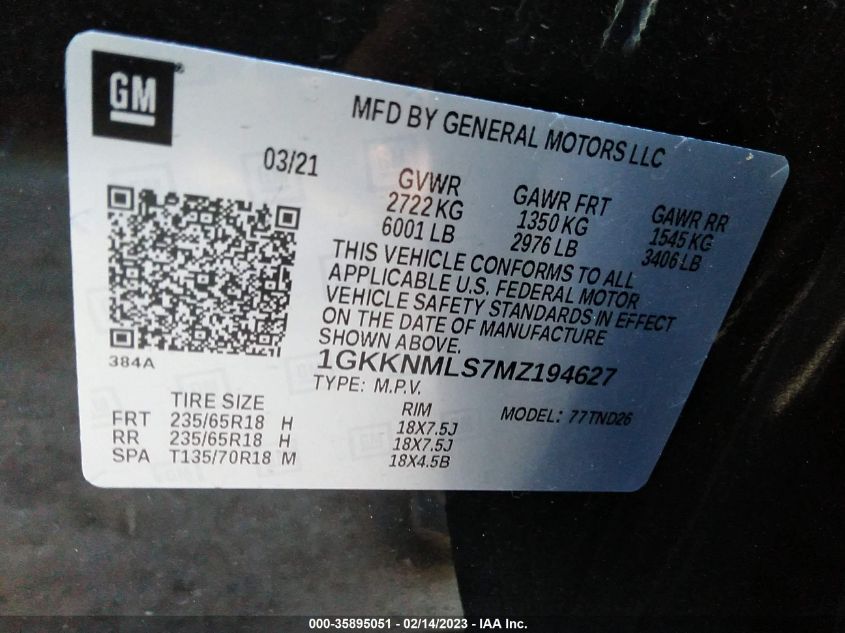 GM
MFD BY GENERAL MOTORS LLC
03/21
GVWR
2722 KG
6001 LB
GAWR FRT
1350 KG
2976 LB
GAWR RR
1545 KG
3406 LB
THIS VEHICLE CONFORMS TO ALL
APPLICABLE U.S. FEDERAL MOTOR
VEHICLE SAFETY STANDARDS IN EFFECT
ON THE DATE OF MANUFACTURE
SHOWN ABOVE.
384A
1GKKNMLS7MZ194627
TYPE: M.P.V.
MODEL: 77TND26
TIRE SIZE
RIM
FRT 235/65R18 H 18X7.5J
RR 235/65R18 H 18X7.5J
SPA T135/70R18 M 18X4.5B
000-35895051 - 02/14/2023 - IAA Inc.